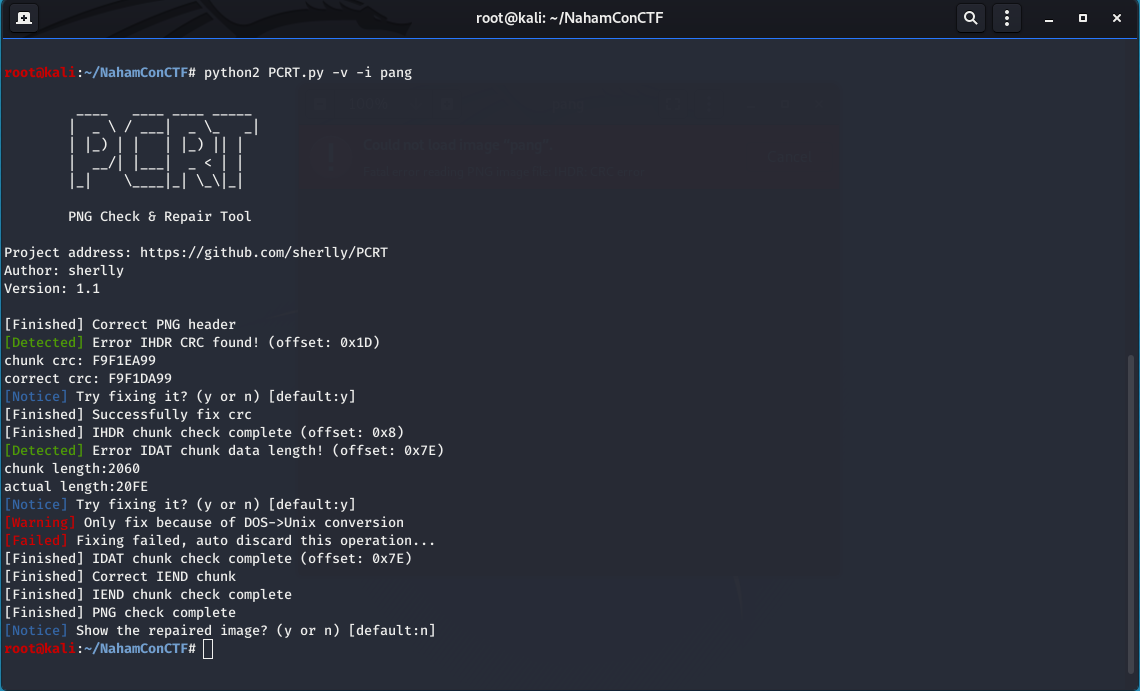 root@kali: ~/NahamConCTF
root@kali:~/NahamConCTF# python2 PCRT.py -v -i pang
 ____   ____ ____ _____
|  _ \ / ___|  _ \_   _|
| |_) | |   | |_) || |
|  __/| |___|  _ < | |
|_|    \____|_| \_\|_|
PNG Check & Repair Tool
Project address: https://github.com/sherlly/PCRT
Author: sherlly
Version: 1.1
[Finished] Correct PNG header
[Detected] Error IHDR CRC found! (offset: 0x1D)
chunk crc: F9F1EA99
correct crc: F9F1DA99
[Notice] Try fixing it? (y or n) [default:y]
[Finished] Successfully fix crc
[Finished] IHDR chunk check complete (offset: 0x8)
[Detected] Error IDAT chunk data length! (offset: 0x7E)
chunk length:2060
actual length:20FE
[Notice] Try fixing it? (y or n) [default:y]
[Warning] Only fix because of DOS->Unix conversion
[Failed] Fixing failed, auto discard this operation...
[Finished] IDAT chunk check complete (offset: 0x7E)
[Finished] Correct IEND chunk
[Finished] IEND chunk check complete
[Finished] PNG check complete
[Notice] Show the repaired image? (y or n) [default:n]
root@kali:~/NahamConCTF#
Could not load image "pang".
Cancel